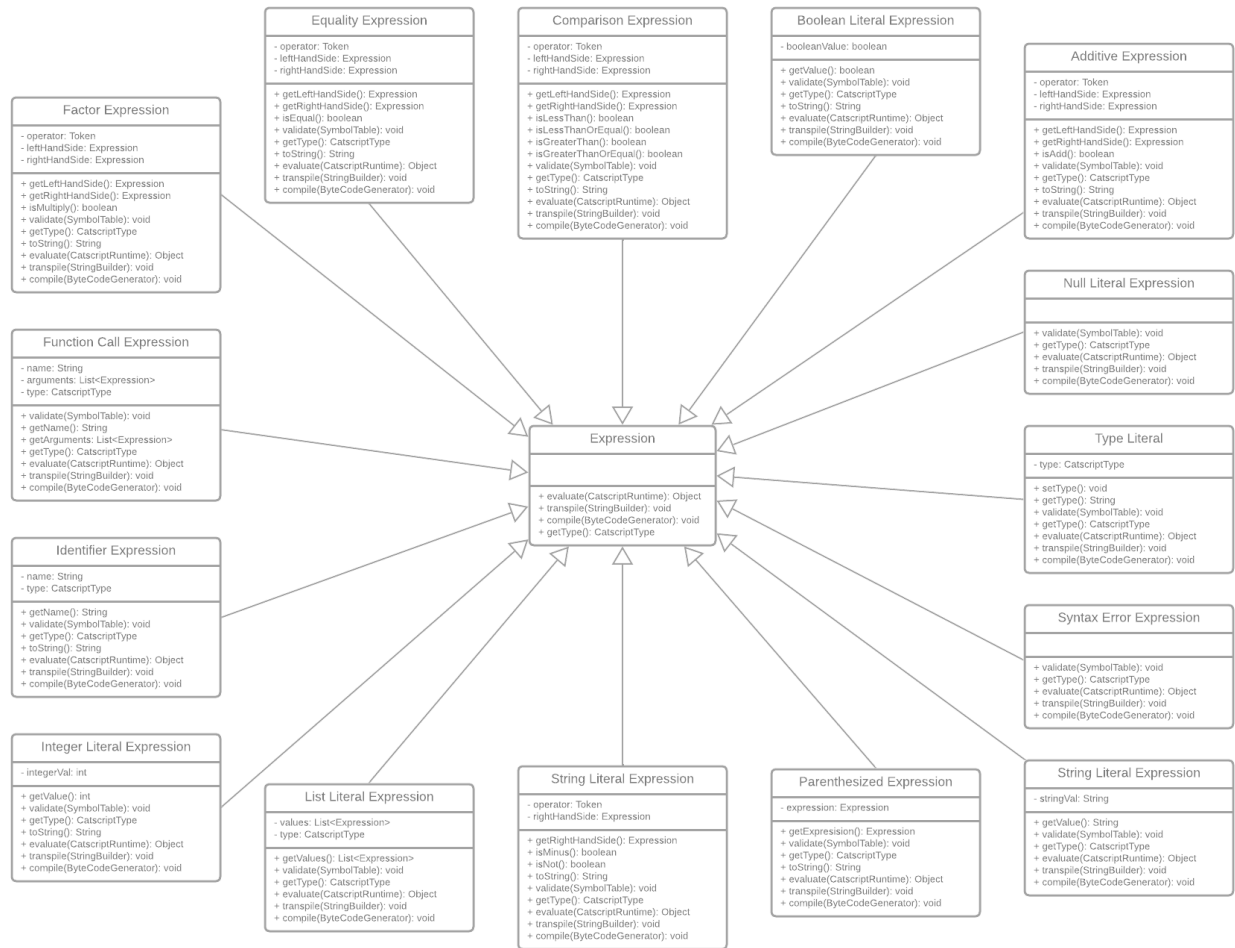 Equality Expression
- operator: Token
- leftHandSide: Expression
- rightHandSide: Expression
+ getLeftHandSide(): Expression
+ getRightHandSide(): Expression
+ isEqual(): boolean
+ validate(SymbolTable): void
+ getType(): CatscriptType
+ toString(): String
+ evaluate(CatscriptRuntime): Object
+ transpile(StringBuilder): void
+ compile(ByteCodeGenerator): void
Comparison Expression
- operator: Token
- leftHandSide: Expression
- rightHandSide: Expression
+ getLeftHandSide(): Expression
+ getRightHandSide(): Expression
+ isLessThan(): boolean
+ isLessThanOrEqual(): boolean
+ isGreaterThan(): boolean
+ isGreaterThanOrEqual(): boolean
+ validate(SymbolTable): void
+ getType(): CatscriptType
+ toString(): String
+ evaluate(CatscriptRuntime): Object
+ transpile(StringBuilder): void
+ compile(ByteCodeGenerator): void
Boolean Literal Expression
- booleanValue: boolean
+ getValue(): boolean
+ validate(SymbolTable): void
+ getType(): CatscriptType
+ toString(): String
+ evaluate(CatscriptRuntime): Object
+ transpile(StringBuilder): void
+ compile(ByteCodeGenerator): void
Additive Expression
- operator: Token
- leftHandSide: Expression
- rightHandSide: Expression
+ getLeftHandSide(): Expression
+ getRightHandSide(): Expression
+ isAdd(): boolean
+ validate(SymbolTable): void
+ getType(): CatscriptType
+ toString(): String
+ evaluate(CatscriptRuntime): Object
+ transpile(StringBuilder): void
+ compile(ByteCodeGenerator): void
Factor Expression
- operator: Token
- leftHandSide: Expression
- rightHandSide: Expression
+ getLeftHandSide(): Expression
+ getRightHandSide(): Expression
+ isMultiply(): boolean
+ validate(SymbolTable): void
+ getType(): CatscriptType
+ toString(): String
+ evaluate(CatscriptRuntime): Object
+ transpile(StringBuilder): void
+ compile(ByteCodeGenerator): void
Null Literal Expression
+ validate(SymbolTable): void
+ getType(): CatscriptType
+ evaluate(CatscriptRuntime): Object
+ transpile(StringBuilder): void
+ compile(ByteCodeGenerator): void
Function Call Expression
- name: String
- arguments: List<Expression>
- type: CatscriptType
+ validate(SymbolTable): void
+ getName(): String
+ getArguments: List<Expression>
+ getType(): CatscriptType
+ evaluate(CatscriptRuntime): Object
+ transpile(StringBuilder): void
+ compile(ByteCodeGenerator): void
Expression
+ evaluate(CatscriptRuntime): Object
+ transpile(StringBuilder): void
+ compile(ByteCodeGenerator): void
+ getType(): CatscriptType
Type Literal
- type: CatscriptType
+ setType(): void
+ getType(): String
+ validate(SymbolTable): void
+ getType(): CatscriptType
+ evaluate(CatscriptRuntime): Object
+ transpile(StringBuilder): void
+ compile(ByteCodeGenerator): void
Identifier Expression
- name: String
- type: CatscriptType
+ getName(): String
+ validate(SymbolTable): void
+ getType(): CatscriptType
+ toString(): String
+ evaluate(CatscriptRuntime): Object
+ transpile(StringBuilder): void
+ compile(ByteCodeGenerator): void
Syntax Error Expression
+ validate(SymbolTable): void
+ getType(): CatscriptType
+ evaluate(CatscriptRuntime): Object
+ transpile(StringBuilder): void
+ compile(ByteCodeGenerator): void
Integer Literal Expression
- integerVal: int
+ getValue(): int
+ validate(SymbolTable): void
+ getType(): CatscriptType
+ toString(): String
+ evaluate(CatscriptRuntime): Object
+ transpile(StringBuilder): void
+ compile(ByteCodeGenerator): void
List Literal Expression
- values: List<Expression>
- type: CatscriptType
+ getValues(): List<Expression>
+ validate(SymbolTable): void
+ getType(): CatscriptType
+ evaluate(CatscriptRuntime): Object
+ transpile(StringBuilder): void
+ compile(ByteCodeGenerator): void
String Literal Expression
- operator: Token
- rightHandSide: Expression
+ getRightHandSide(): Expression
+ isMinus(): boolean
+ isNot(): boolean
+ toString(): String
+ validate(SymbolTable): void
+ getType(): CatscriptType
+ evaluate(CatscriptRuntime): Object
+ transpile(StringBuilder): void
+ compile(ByteCodeGenerator): void
Parenthesized Expression
- expression: Expression
+ getExpresision(): Expression
+ validate(SymbolTable): void
+ getType(): CatscriptType
+ toString(): String
+ evaluate(CatscriptRuntime): Object
+ transpile(StringBuilder): void
+ compile(ByteCodeGenerator): void
String Literal Expression
- stringVal: String
+ getValue(): String
+ validate(SymbolTable): void
+ getType(): CatscriptType
+ evaluate(CatscriptRuntime): Object
+ transpile(StringBuilder): void
+ compile(ByteCodeGenerator): void